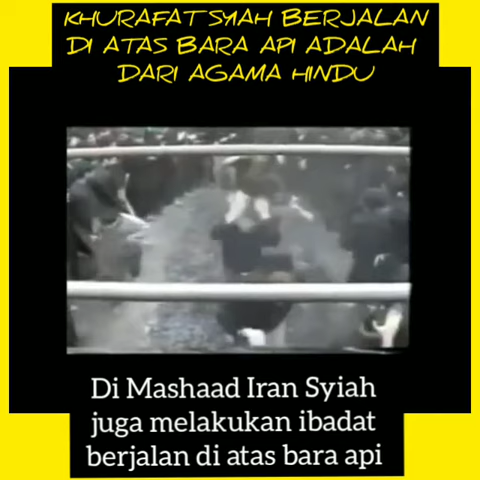 KHURAFAT SYIAH BERJALAN
DI ATAS BARA API ADALAH
DARI AGAMA HINDU
Di Mashaad Iran Syiah
juga melakukan ibadat
berjalan di atas bara api